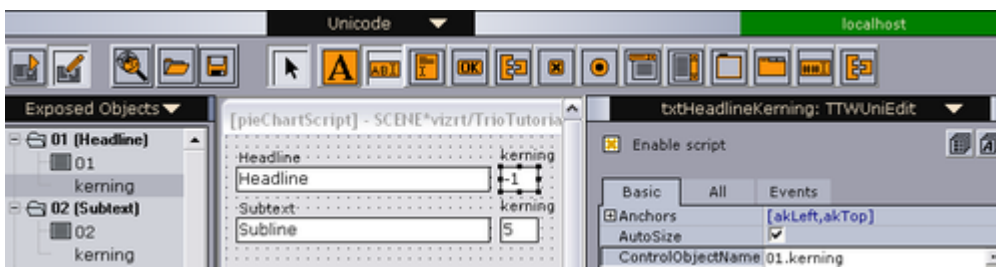 Unicode
localhost
A
ABI
OK
Exposed Objects
01 (Headline)
01
kerning
02 (Subtext)
02
kerning
[pieChartScript] - SCENE*vizrt/TrioTutoria
Headline
kerning
Headline
-1
Subtext
kerning
Subline
5
txtHeadlineKerning: TTWUniEdit
Enable script
Basic All Events
Anchors [akLeft,akTop]
AutoSize
ControlObjectName 01.kerning